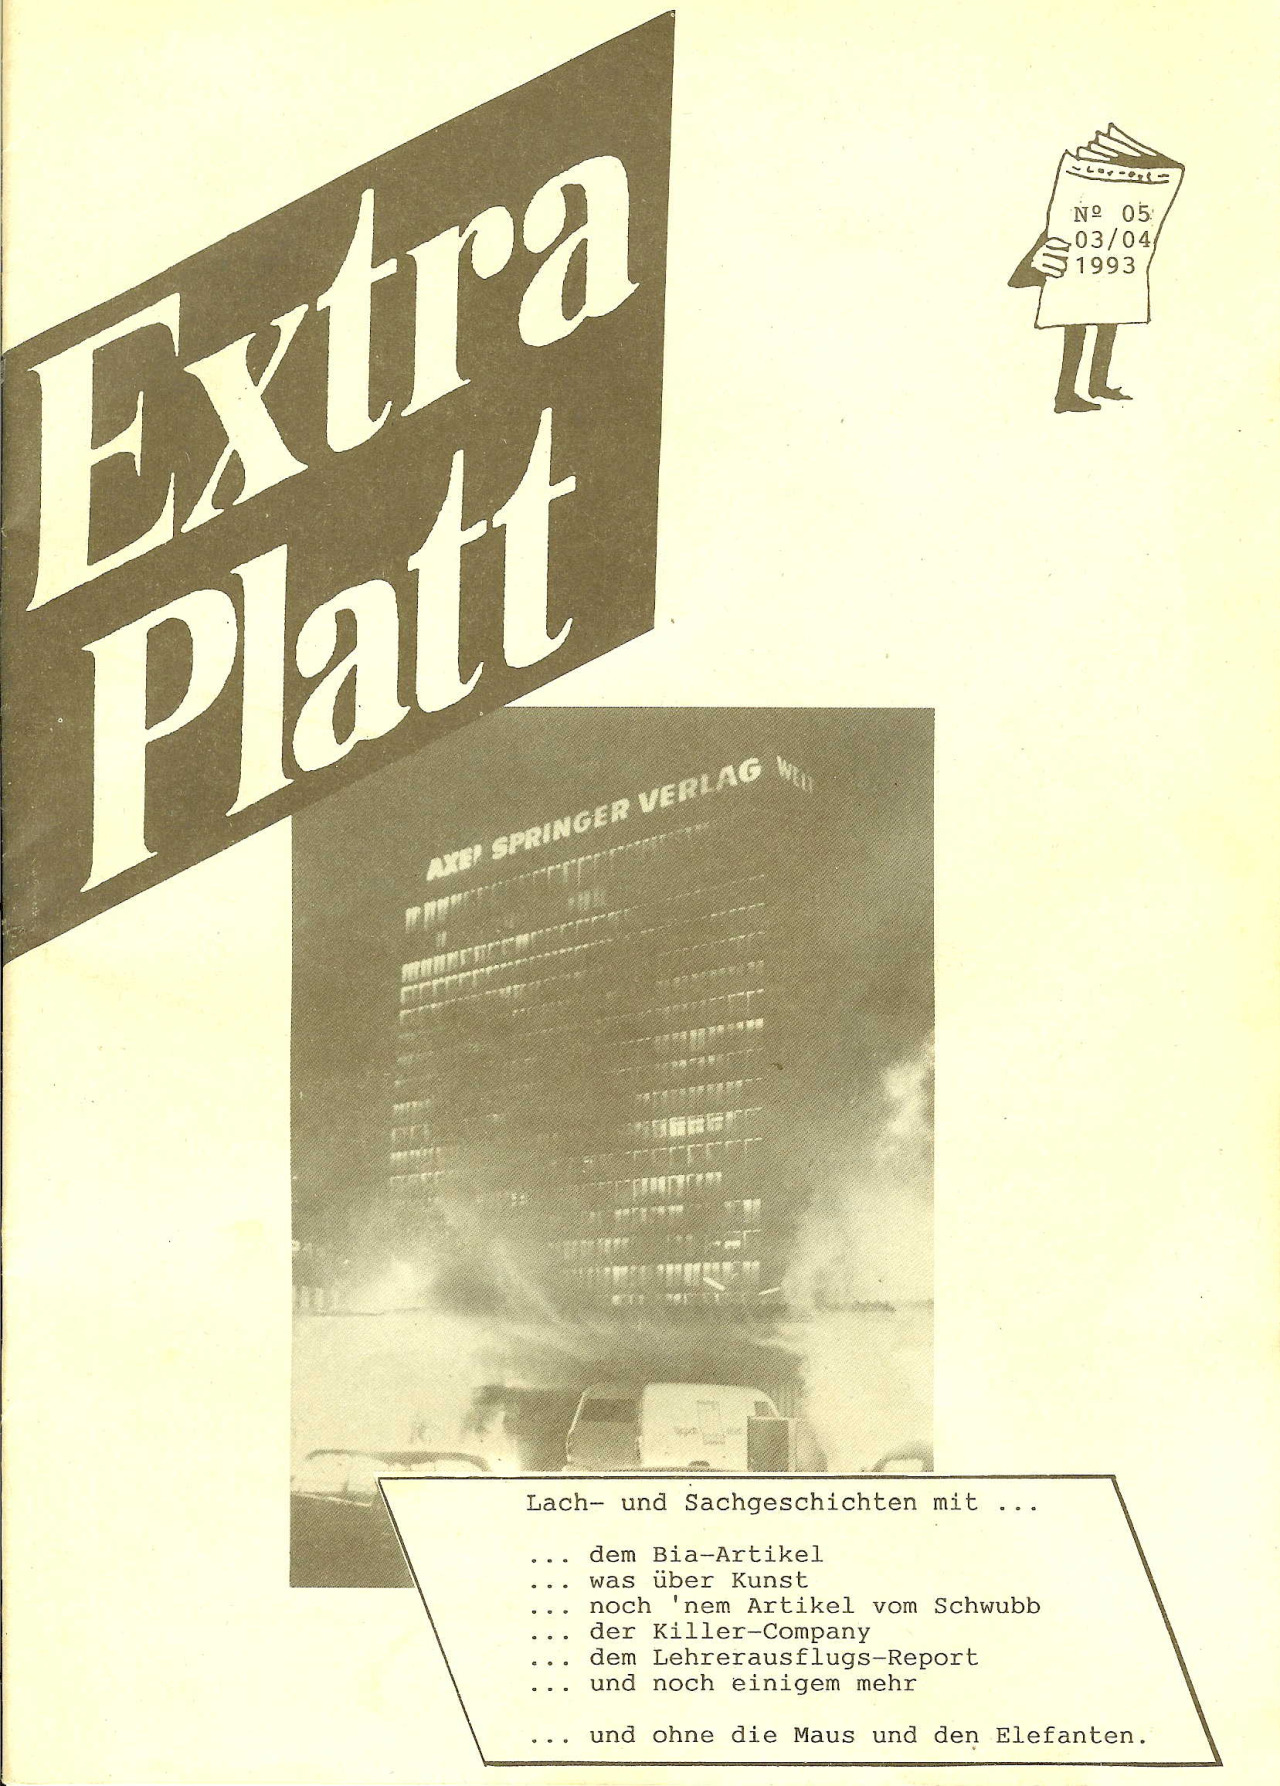 Extra
Platt
Nº 05
03/04
1993
AXEL SPRINGER VERLAG WELT
Lach- und Sachgeschichten mit ...
... dem Bia-Artikel
... was über Kunst
... noch 'nem Artikel vom Schwubb
... der Killer-Company
... dem Lehrerausflugs-Report
... und noch einigem mehr
... und ohne die Maus und den Elefanten.